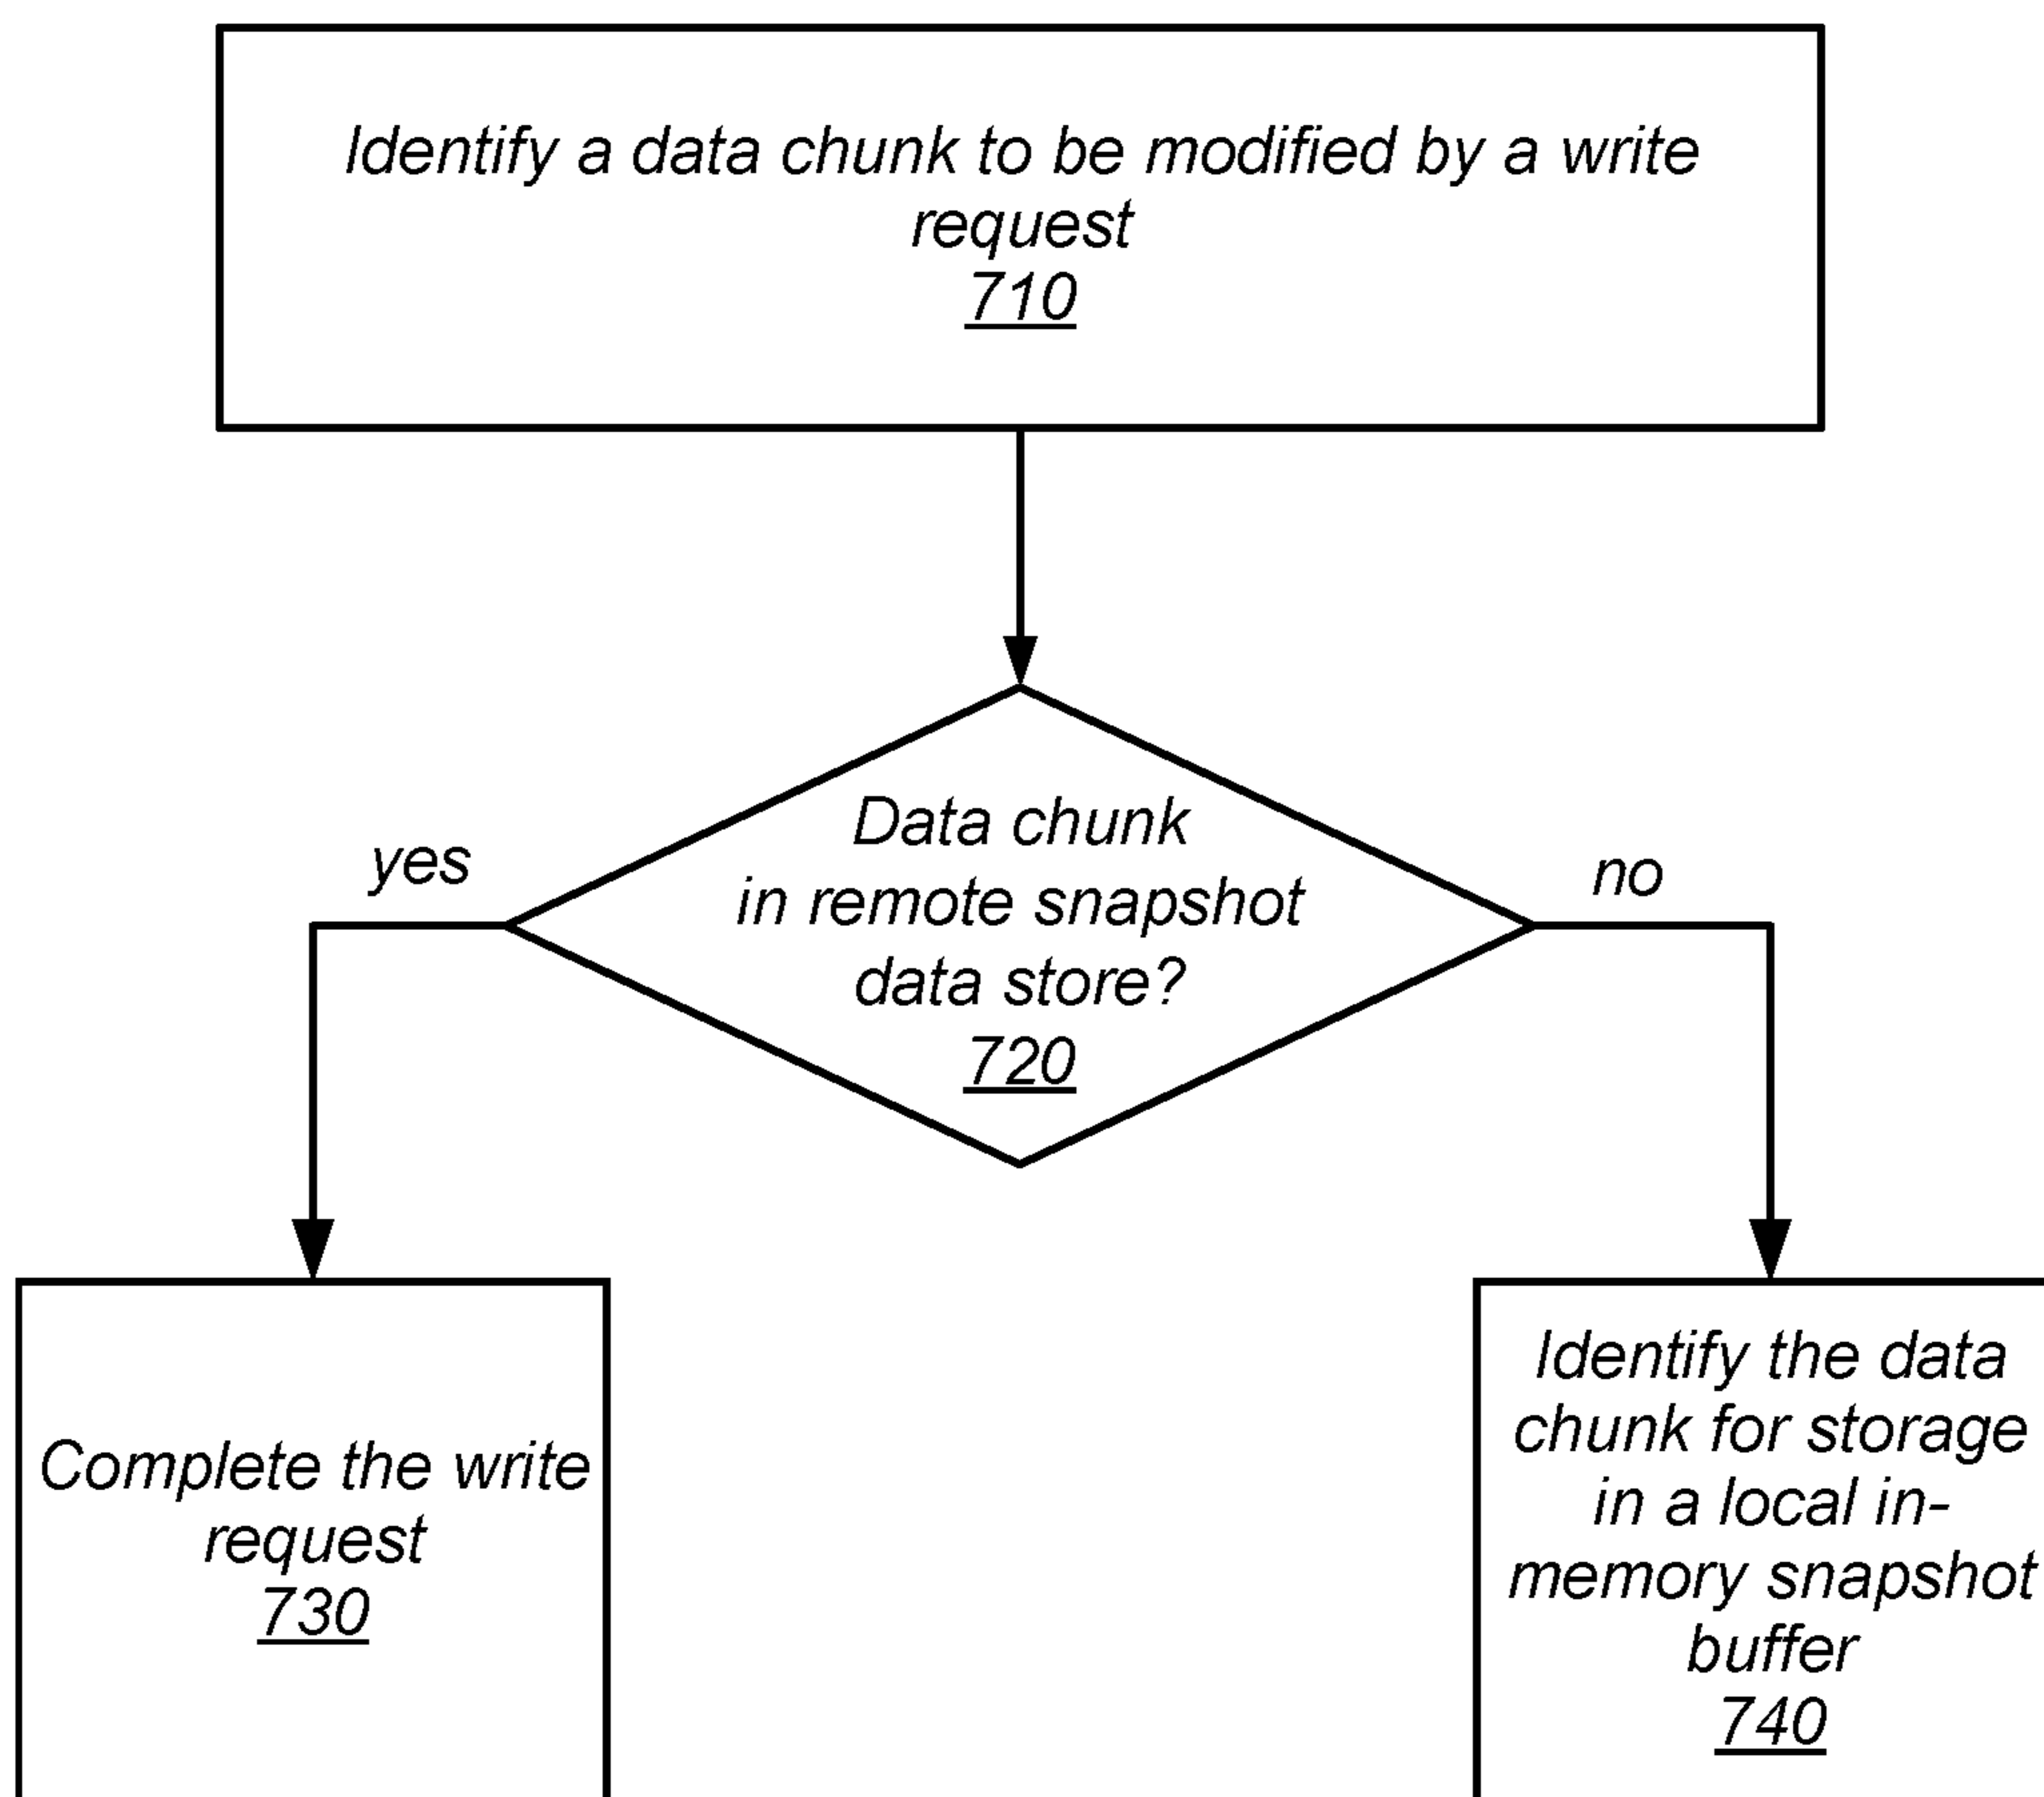 Identify a data chunk to be modified by a write
request
710
Data chunk
in remote snapshot
data store?
720
yes
no
Complete the write
request
730
Identify the data
chunk for storage
in a local in-
memory snapshot
buffer
740